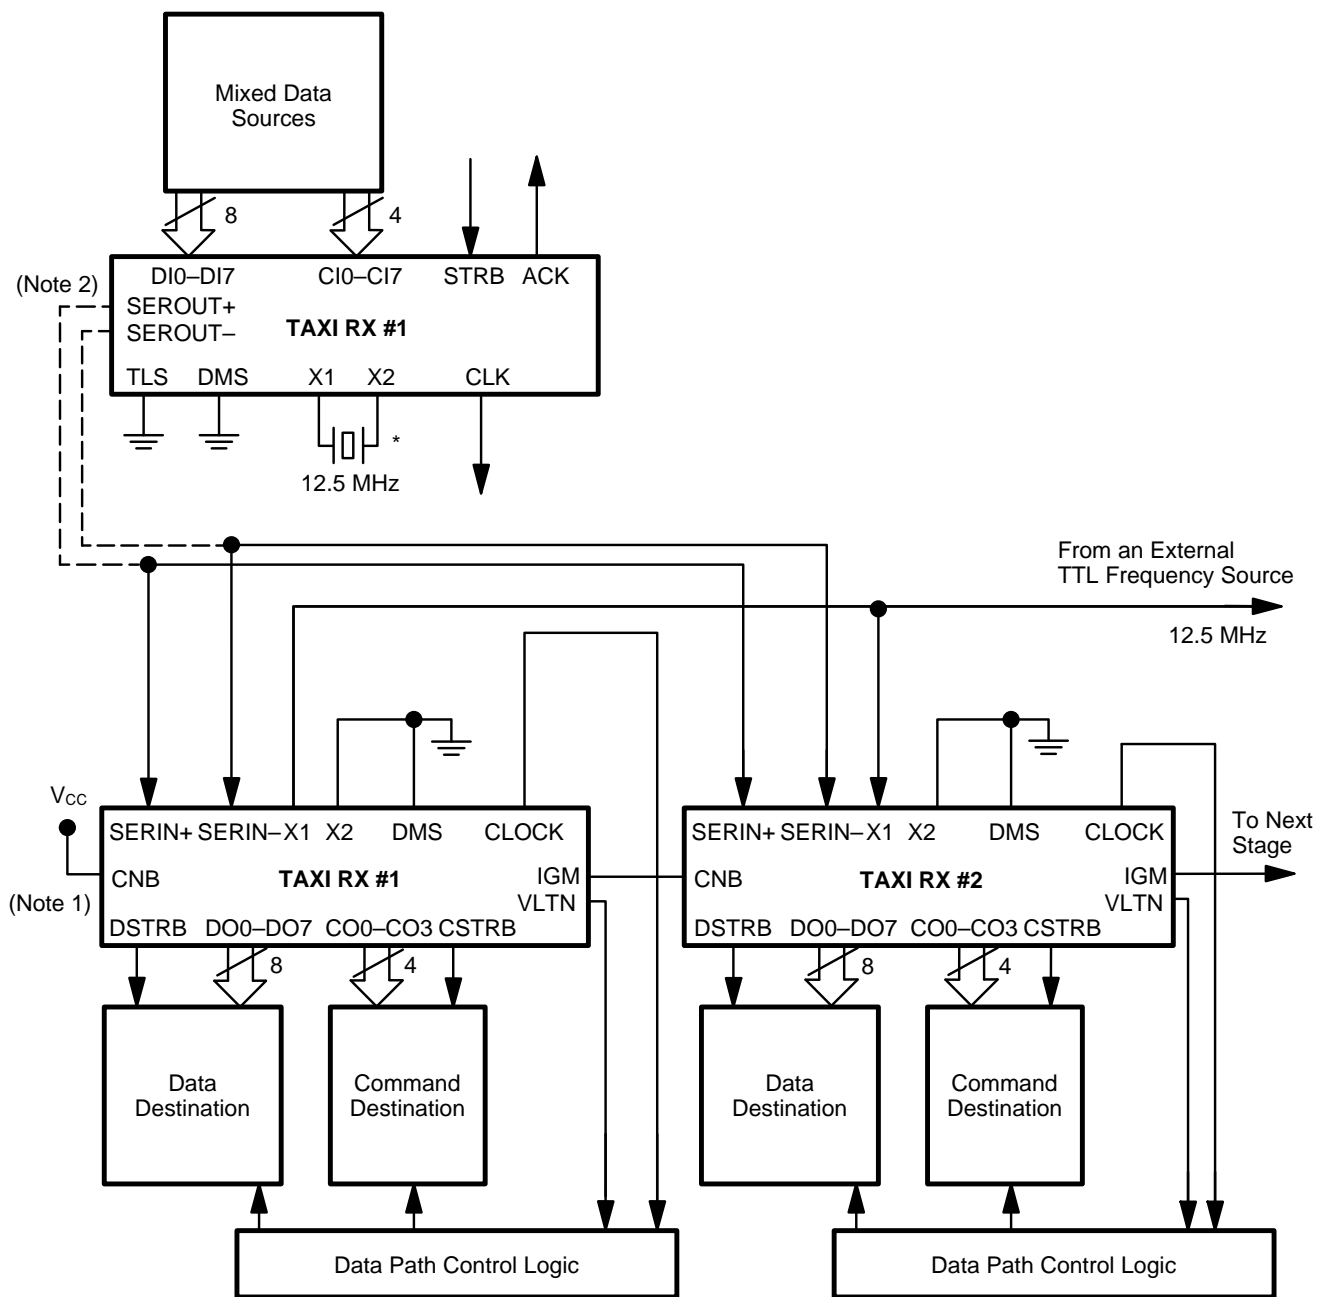 Mixed Data
Sources
8
4
(Note 2)
DI0–DI7 CI0–CI7 STRB ACK
SEROUT+
SEROUT–
TAXI RX #1
TLS DMS X1 X2 CLK
*
12.5 MHz
From an External
TTL Frequency Source
12.5 MHz
VCC
SERIN+ SERIN– X1 X2 DMS CLOCK
CNB
TAXI RX #1
IGM
VLTN
(Note 1)
DSTRB DO0–DO7 CO0–CO3 CSTRB
8
4
SERIN+ SERIN– X1 X2 DMS CLOCK
CNB
TAXI RX #2
IGM
VLTN
DSTRB DO0–DO7 CO0–CO3 CSTRB
8
4
To Next
Stage
Data
Destination
Command
Destination
Data
Destination
Command
Destination
Data Path Control Logic
Data Path Control Logic